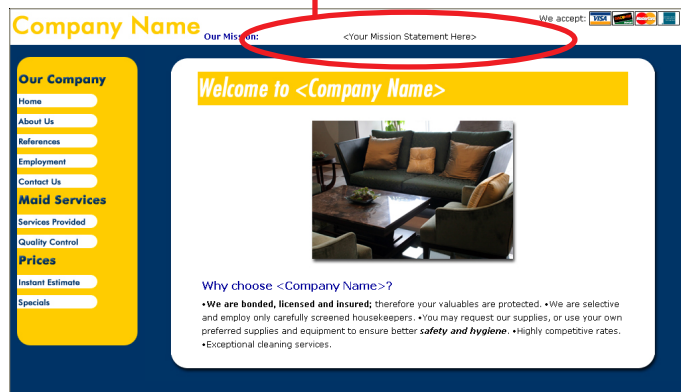 Company Name
We accept: VISA
Our Mission: <Your Mission Statement Here>
Our Company
Home
About Us
References
Employment
Contact Us
Maid Services
Services Provided
Quality Control
Prices
Instant Estimate
Specials
Welcome to <Company Name>
Why choose <Company Name>?
•We are bonded, licensed and insured; therefore your valuables are protected. •We are selective
and employ only carefully screened housekeepers. •You may request our supplies, or use your own
preferred supplies and equipment to ensure better safety and hygiene. •Highly competitive rates.
•Exceptional cleaning services.